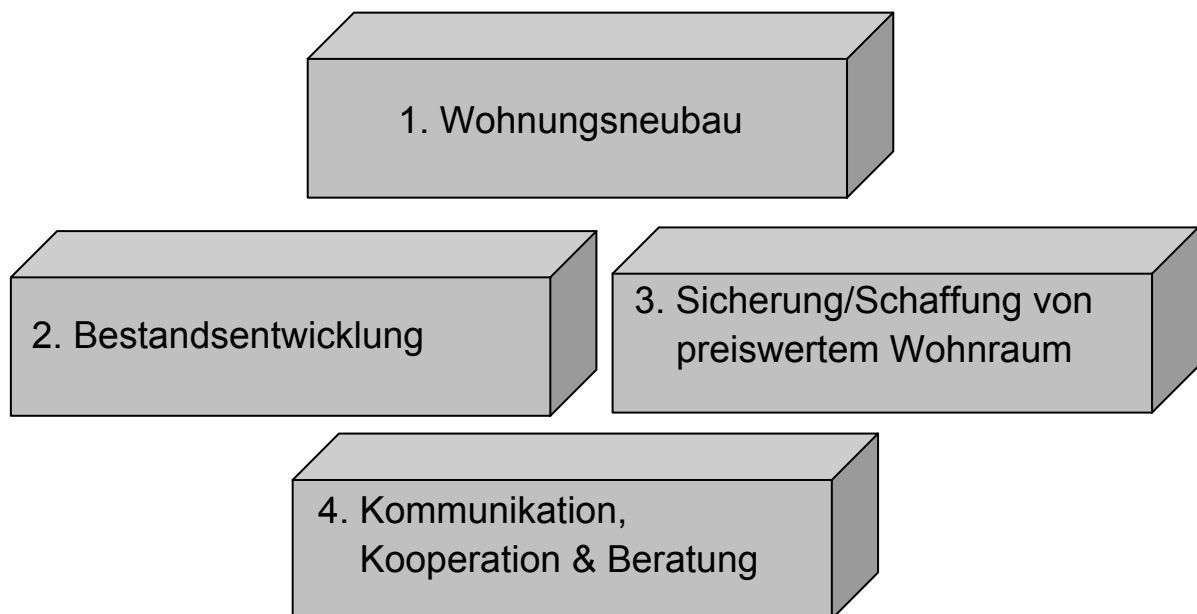 1. Wohnungsneubau
2. Bestandsentwicklung
3. Sicherung/Schaffung von
preiswertem Wohnraum
4. Kommunikation,
Kooperation & Beratung